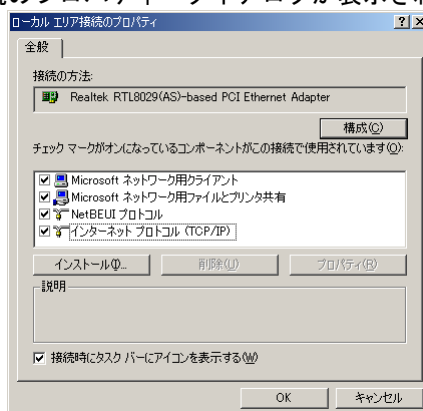 ローカル エリア接続のプロパティ
全般
接続の方法:
Realtek RTL8029(AS)-based PCI Ethernet Adapter
構成(C)
チェック マークがオンになっているコンポーネントがこの接続で使用されています(O):
Microsoft ネットワーク用クライアント
Microsoft ネットワーク用ファイルとプリンタ共有
NetBEUI プロトコル
インターネット プロトコル (TCP/IP)
インストール(I)... 削除(U) プロパティ(R)
説明
接続時にタスク バーにアイコンを表示する(W)
OK キャンセル